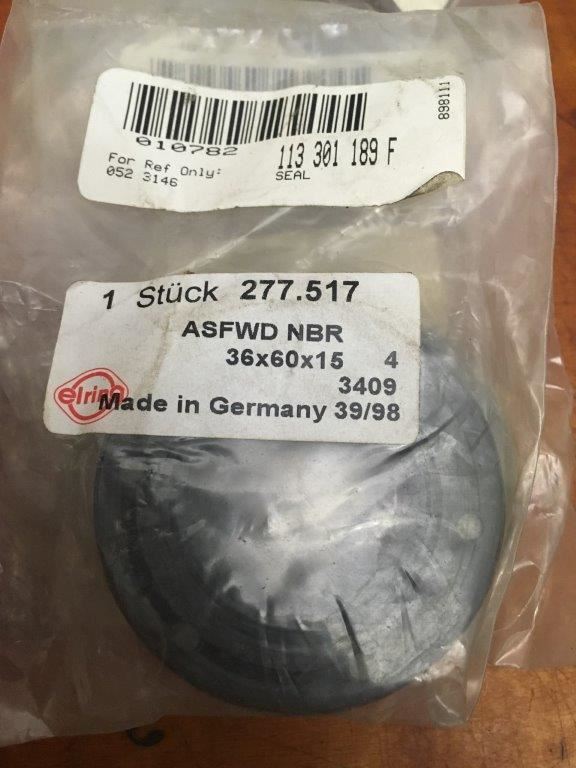 898111
010782
113 301 189 F
For Ref Only:
SEAL
052 3146
1 Stück 277.517
ASFWD NBR
36x60x15 4
3409
elring
Made in Germany 39/98